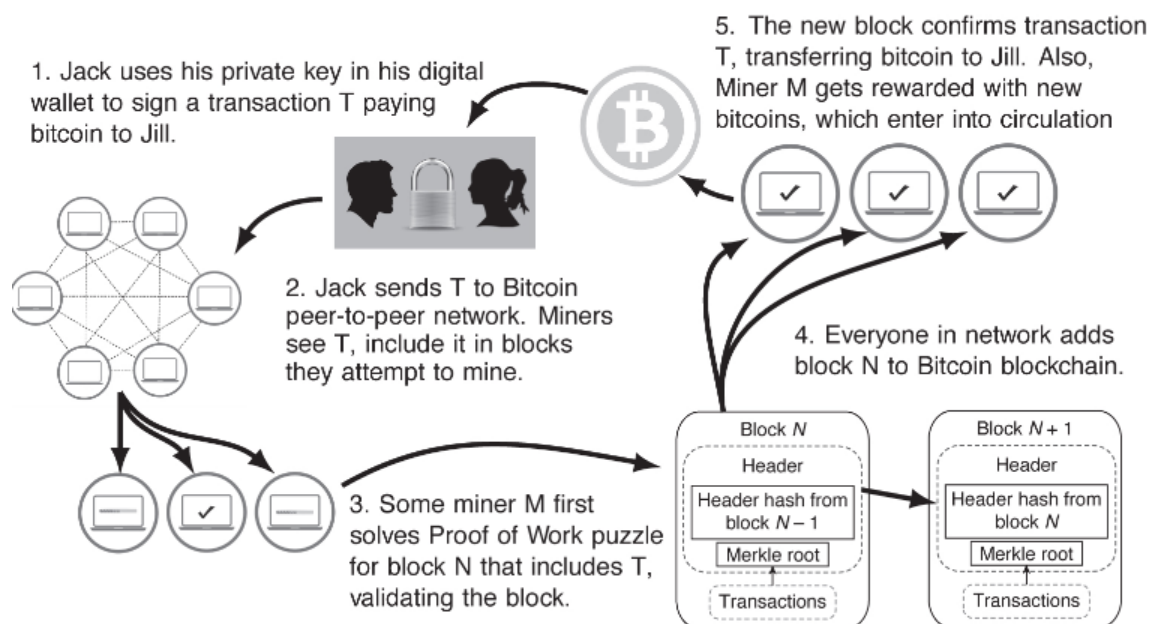 1. Jack uses his private key in his digital
wallet to sign a transaction T paying
bitcoin to Jill.
5. The new block confirms transaction
T, transferring bitcoin to Jill. Also,
Miner M gets rewarded with new
bitcoins, which enter into circulation
2. Jack sends T to Bitcoin
peer-to-peer network. Miners
see T, include it in blocks
they attempt to mine.
4. Everyone in network adds
block N to Bitcoin blockchain.
3. Some miner M first
solves Proof of Work puzzle
for block N that includes T,
validating the block.
Block N
Header
Header hash from
block N – 1
Merkle root
Transactions
Block N + 1
Header
Header hash from
block N
Merkle root
Transactions